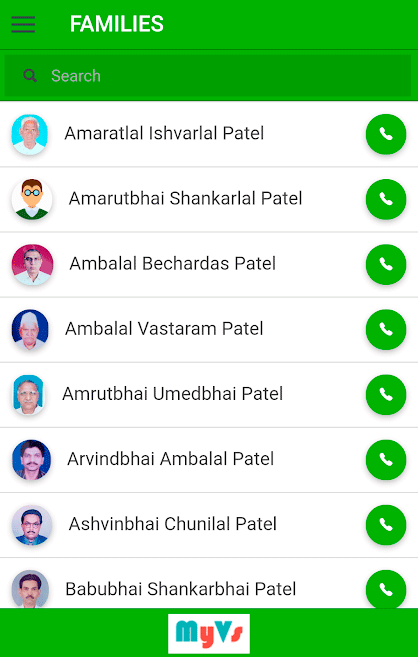 FAMILIES
Search
Amaratlal Ishvarlal Patel
Amarutbhai Shankarlal Patel
Ambalal Bechardas Patel
Ambalal Vastaram Patel
Amrutbhai Umedbhai Patel
Arvindbhai Ambalal Patel
Ashvinbhai Chunilal Patel
Babubhai Shankarbhai Patel
MyVs